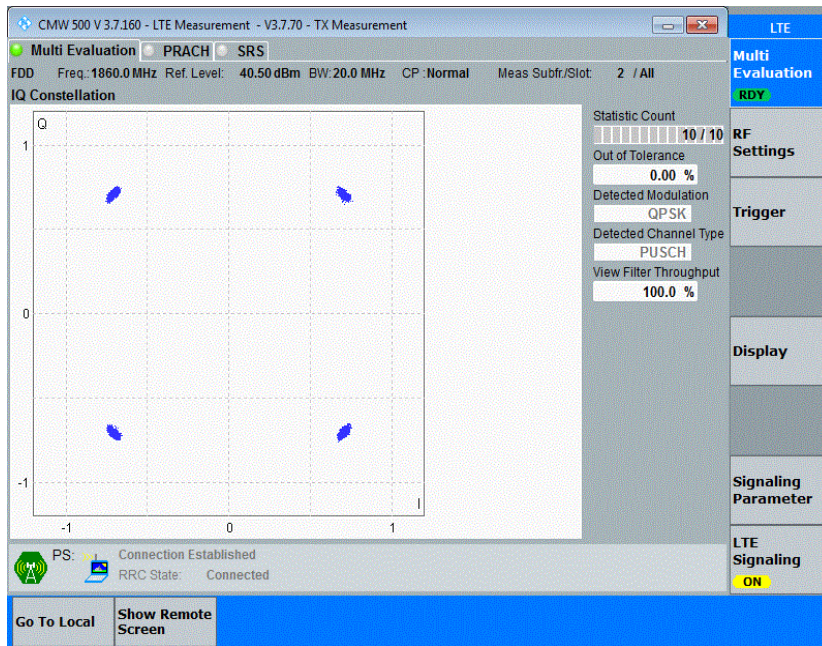 CMW 500 V 3.7.160 - LTE Measurement - V3.7.70 - TX Measurement
LTE
Multi Evaluation PRACH SRS
FDD Freq.:1860.0 MHz Ref. Level: 40.50 dBm BW:20.0 MHz CP :Normal Meas Subfr/Slot: 2 / All
IQ Constellation
Q
1
0
-1
I
-1 0 1
Statistic Count
10 / 10
Out of Tolerance
0.00 %
Detected Modulation
QPSK
Detected Channel Type
PUSCH
View Filter Throughput
100.0 %
Multi
Evaluation
RDY
RF
Settings
Trigger
Display
Signaling
Parameter
LTE
Signaling
ON
PS: Connection Established
RRC State: Connected
Go To Local
Show Remote
Screen